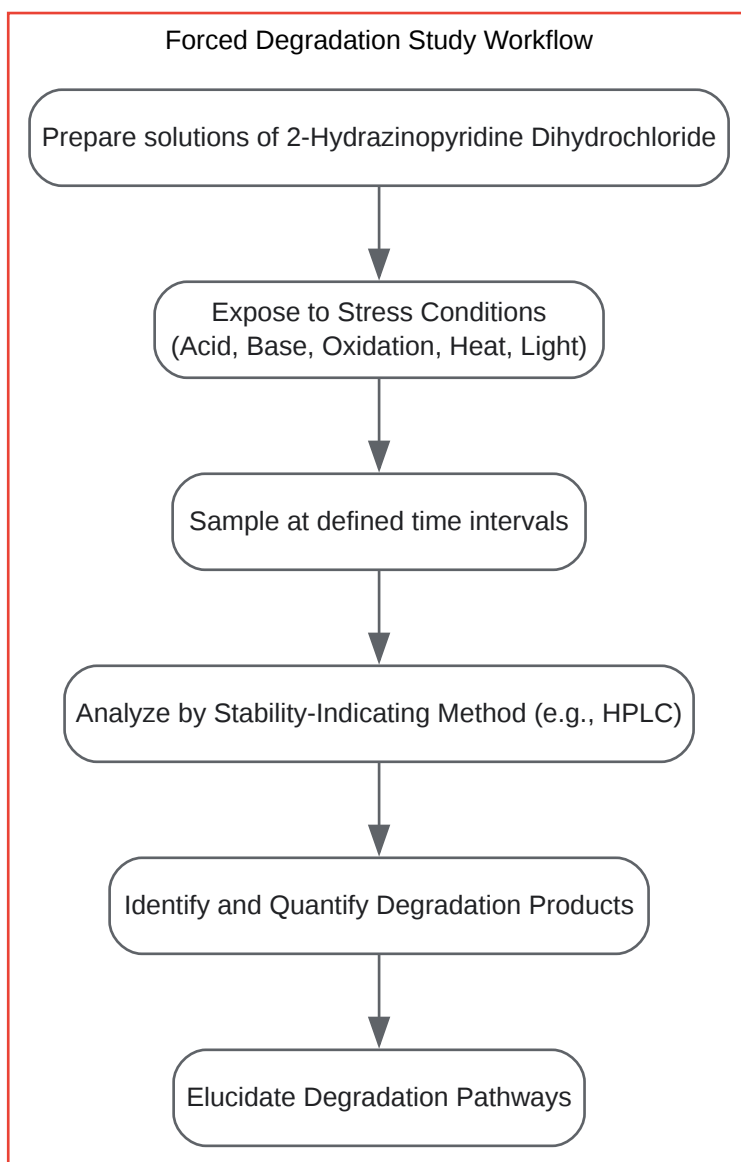 Forced Degradation Study Workflow
Prepare solutions of 2-Hydrazinopyridine Dihydrochloride
Expose to Stress Conditions
(Acid, Base, Oxidation, Heat, Light)
Sample at defined time intervals
Analyze by Stability-Indicating Method (e.g., HPLC)
Identify and Quantify Degradation Products
Elucidate Degradation Pathways